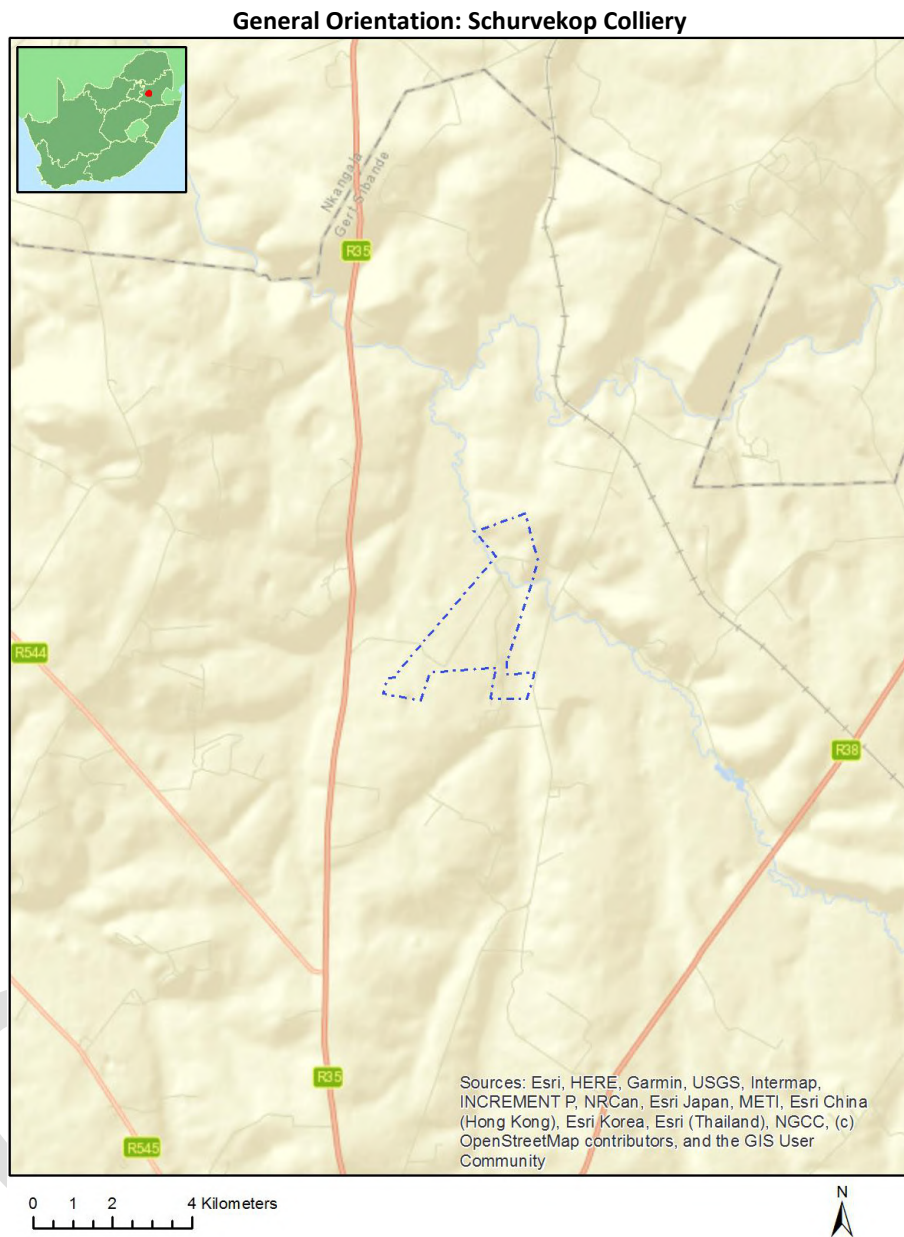 General Orientation: Schurvekop Colliery
Nkangala
Gert Sibande
R35
R544
R38
R35
R545
Sources: Esri, HERE, Garmin, USGS, Intermap,
INCREMENT P, NRCan, Esri Japan, METI, Esri China
(Hong Kong), Esri Korea, Esri (Thailand), NGCC, (c)
OpenStreetMap contributors, and the GIS User
Community
0 1 2 4 Kilometers
N